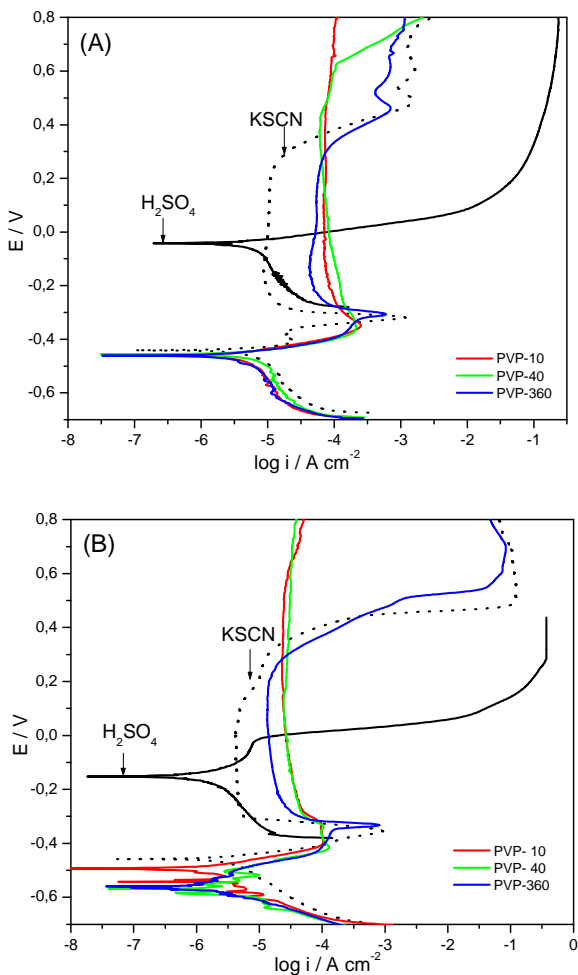 (A)
0,8
0,6
0,4
0,2
0,0
-0,2
-0,4
-0,6
E / V
KSCN
H₂SO₄
PVP-10
PVP-40
PVP-360
-8 -7 -6 -5 -4 -3 -2 -1
log i / A cm⁻²
(B)
0,8
0,6
0,4
0,2
0,0
-0,2
-0,4
-0,6
E / V
KSCN
H₂SO₄
PVP- 10
PVP- 40
PVP-360
-8 -7 -6 -5 -4 -3 -2 -1 0
log i / A cm⁻²